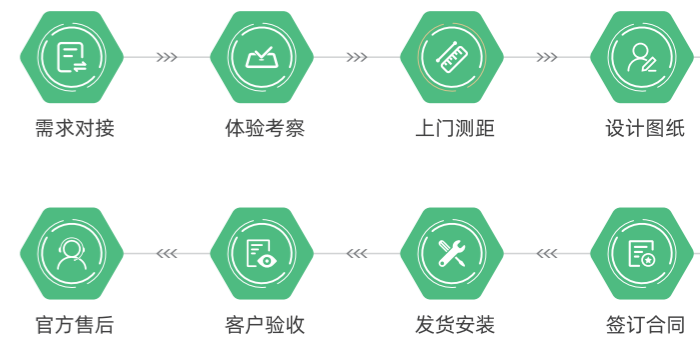 需求对接
体验考察
上门测距
设计图纸
官方售后
客户验收
发货安装
签订合同